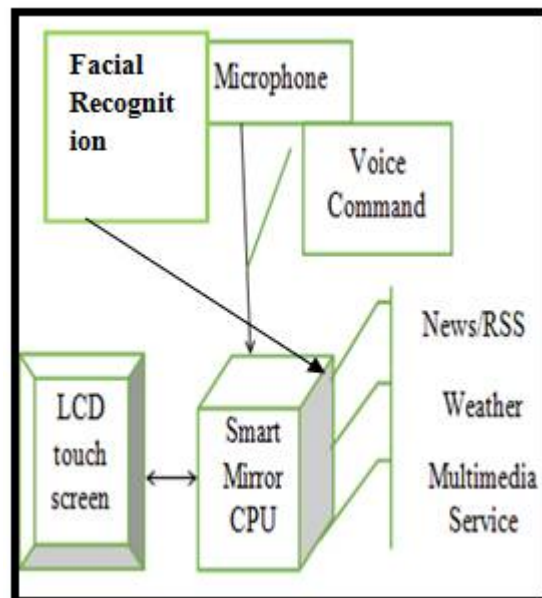 Facial
Recognit
ion
Microphone
Voice
Command
News/RSS
Weather
Multimedia
Service
LCD
touch
screen
Smart
Mirror
CPU